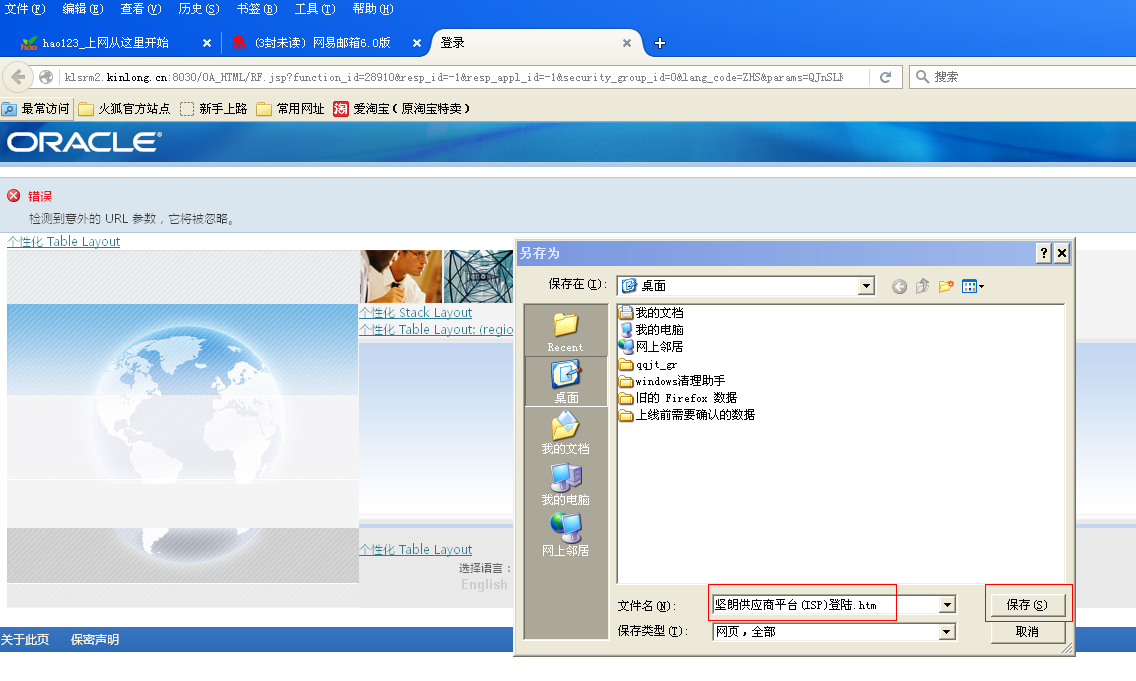 文件(F) 编辑(E) 查看(V) 历史(S) 书签(B) 工具(T) 帮助(H)
hao123_上网从这里开始 (3封未读) 网易邮箱6.0版 登录
klsrm2.kinlong.cn:8030/OA_HTML/RF.jsp?function_id=28910&resp_id=-1&resp_appl_id=-1&security_group_id=0&lang_code=ZHS&params=QJnSLK 搜索
最常访问 火狐官方站点 新手上路 常用网址 淘 爱淘宝(原淘宝特卖)
ORACLE®
错误
检测到意外的 URL 参数，它将被忽略。
个性化 Table Layout
个性化 Stack Layout
个性化 Table Layout: (regio
个性化 Table Layout
选择语言：
English
关于此页 保密声明
另存为
保存在(I): 桌面
Recent
桌面
我的文档
我的电脑
网上邻居
我的文档
我的电脑
网上邻居
qqjt_gr
windows清理助手
旧的 Firefox 数据
上线前需要确认的数据
文件名(N): 坚朗供应商平台(ISP)登陆.htm 保存(S)
保存类型(T): 网页，全部 取消